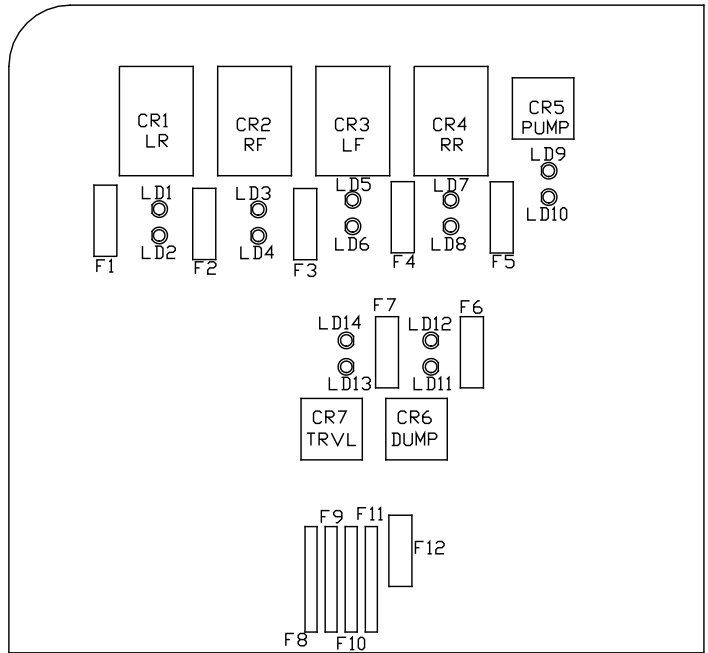 CR1
LR
CR2
RF
CR3
LF
CR4
RR
CR5
PUMP
LD9
LD10
LD1
LD2
LD3
LD4
LD5
LD6
LD7
LD8
F1
F2
F3
F4
F5
LD14
LD13
F7
LD12
LD11
F6
CR7
TRVL
CR6
DUMP
F9
F11
F12
F8
F10